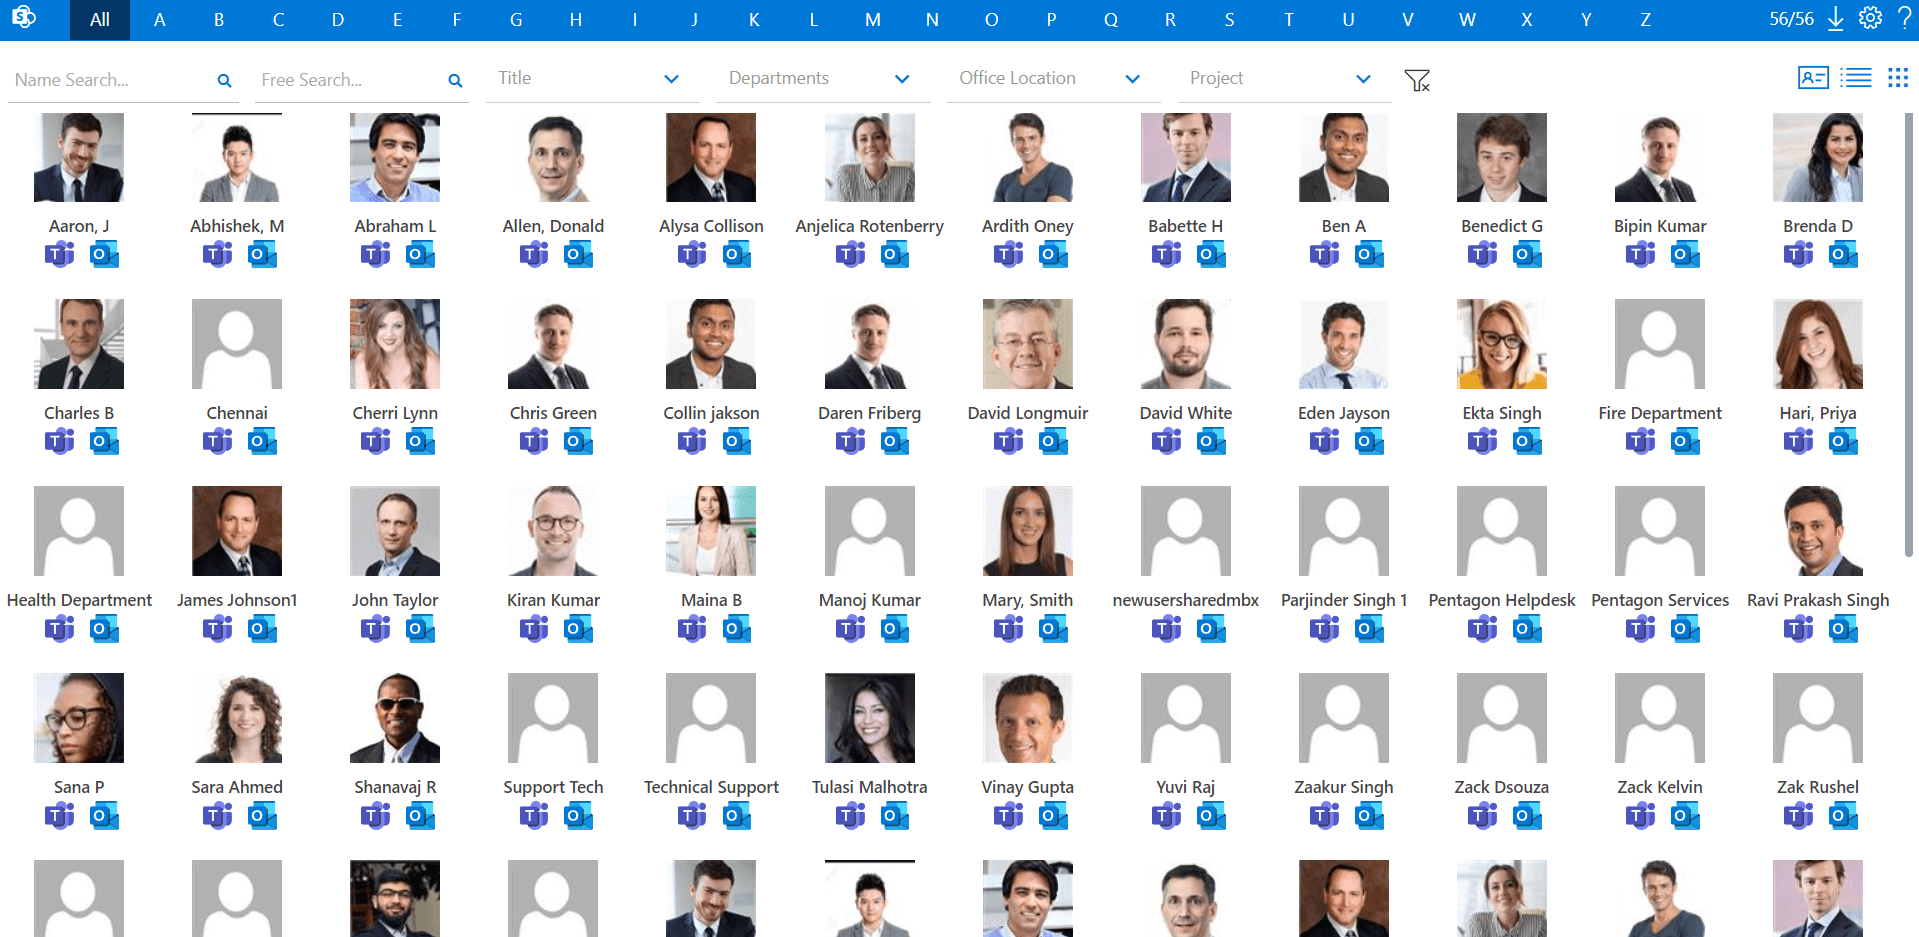 S All A B C D E F G H I J K L M N O P Q R S T U V W X Y Z 56/56 ?
Name Search... Free Search... Title Departments Office Location Project
Aaron, J Abhishek, M Abraham L Allen, Donald Alysa Collison Anjelica Rotenberry Ardith Oney Babette H Ben A Benedict G Bipin Kumar Brenda D
T O T O T O T O T O T O T O T O T O T O T O T O
Charles B Chennai Cherri Lynn Chris Green Collin jakson Daren Friberg David Longmuir David White Eden Jayson Ekta Singh Fire Department Hari, Priya
T O T O T O T O T O T O T O T O T O T O T O T O
Health Department James Johnson1 John Taylor Kiran Kumar Maina B Manoj Kumar Mary, Smith newusersharedmbx Parjinder Singh 1 Pentagon Helpdesk Pentagon Services Ravi Prakash Singh
T O T O T O T O T O T O T O T O T O T O T O T O
Sana P Sara Ahmed Shanavaj R Support Tech Technical Support Tulasi Malhotra Vinay Gupta Yuvi Raj Zaakur Singh Zack Dsouza Zack Kelvin Zak Rushel
T O T O T O T O T O T O T O T O T O T O T O T O